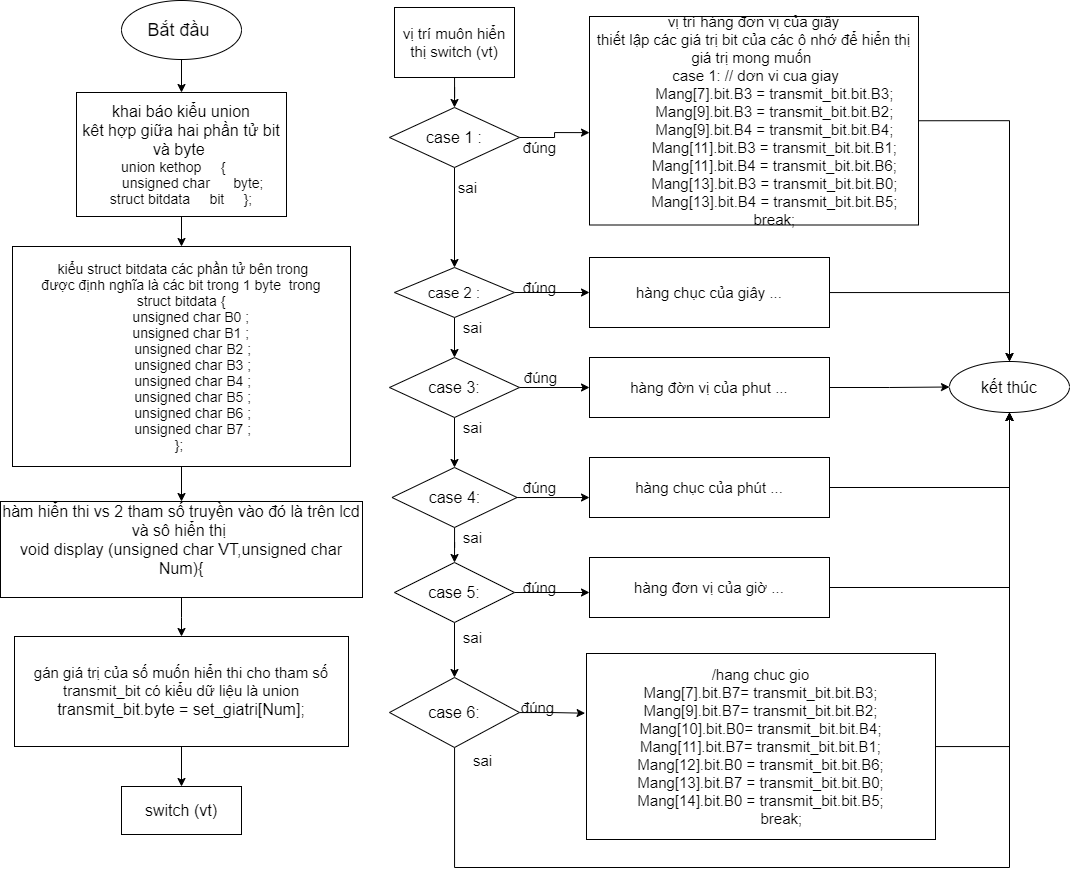 Bắt đầu
khai báo kiểu union
kêt hợp giữa hai phần tử bit
và byte
union kethop {
unsigned char byte;
struct bitdata bit };
kiểu struct bitdata các phần tử bên trong
được định nghĩa là các bit trong 1 byte trong
struct bitdata {
unsigned char B0 ;
unsigned char B1 ;
unsigned char B2 ;
unsigned char B3 ;
unsigned char B4 ;
unsigned char B5 ;
unsigned char B6 ;
unsigned char B7 ;
};
hàm hiển thi vs 2 tham số truyền vào đó là trên lcd
và sô hiển thị
void display (unsigned char VT,unsigned char
Num){
gán giá trị của số muốn hiển thi cho tham số
transmit_bit có kiểu dữ liệu là union
transmit_bit.byte = set_giatri[Num];
switch (vt)
vị trí muôn hiển
thị switch (vt)
case 1 :
đúng
sai
vị trí hàng đơn vị của giây
thiết lập các giá trị bit của các ô nhớ để hiển thị
giá trị mong muốn
case 1: // dơn vi cua giay
Mang[7].bit.B3 = transmit_bit.bit.B3;
Mang[9].bit.B3 = transmit_bit.bit.B2;
Mang[9].bit.B4 = transmit_bit.bit.B4;
Mang[11].bit.B3 = transmit_bit.bit.B1;
Mang[11].bit.B4 = transmit_bit.bit.B6;
Mang[13].bit.B3 = transmit_bit.bit.B0;
Mang[13].bit.B4 = transmit_bit.bit.B5;
break;
case 2 :
đúng
sai
hàng chục của giây ...
case 3:
đúng
sai
hàng đờn vị của phut ...
kết thúc
case 4:
đúng
sai
hàng chục của phút ...
case 5:
đúng
sai
hàng đơn vị của giờ ...
case 6:
đúng
sai
/hang chuc gio
Mang[7].bit.B7= transmit_bit.bit.B3;
Mang[9].bit.B7= transmit_bit.bit.B2;
Mang[10].bit.B0= transmit_bit.bit.B4;
Mang[11].bit.B7= transmit_bit.bit.B1;
Mang[12].bit.B0 = transmit_bit.bit.B6;
Mang[13].bit.B7 = transmit_bit.bit.B0;
Mang[14].bit.B0 = transmit_bit.bit.B5;
break;